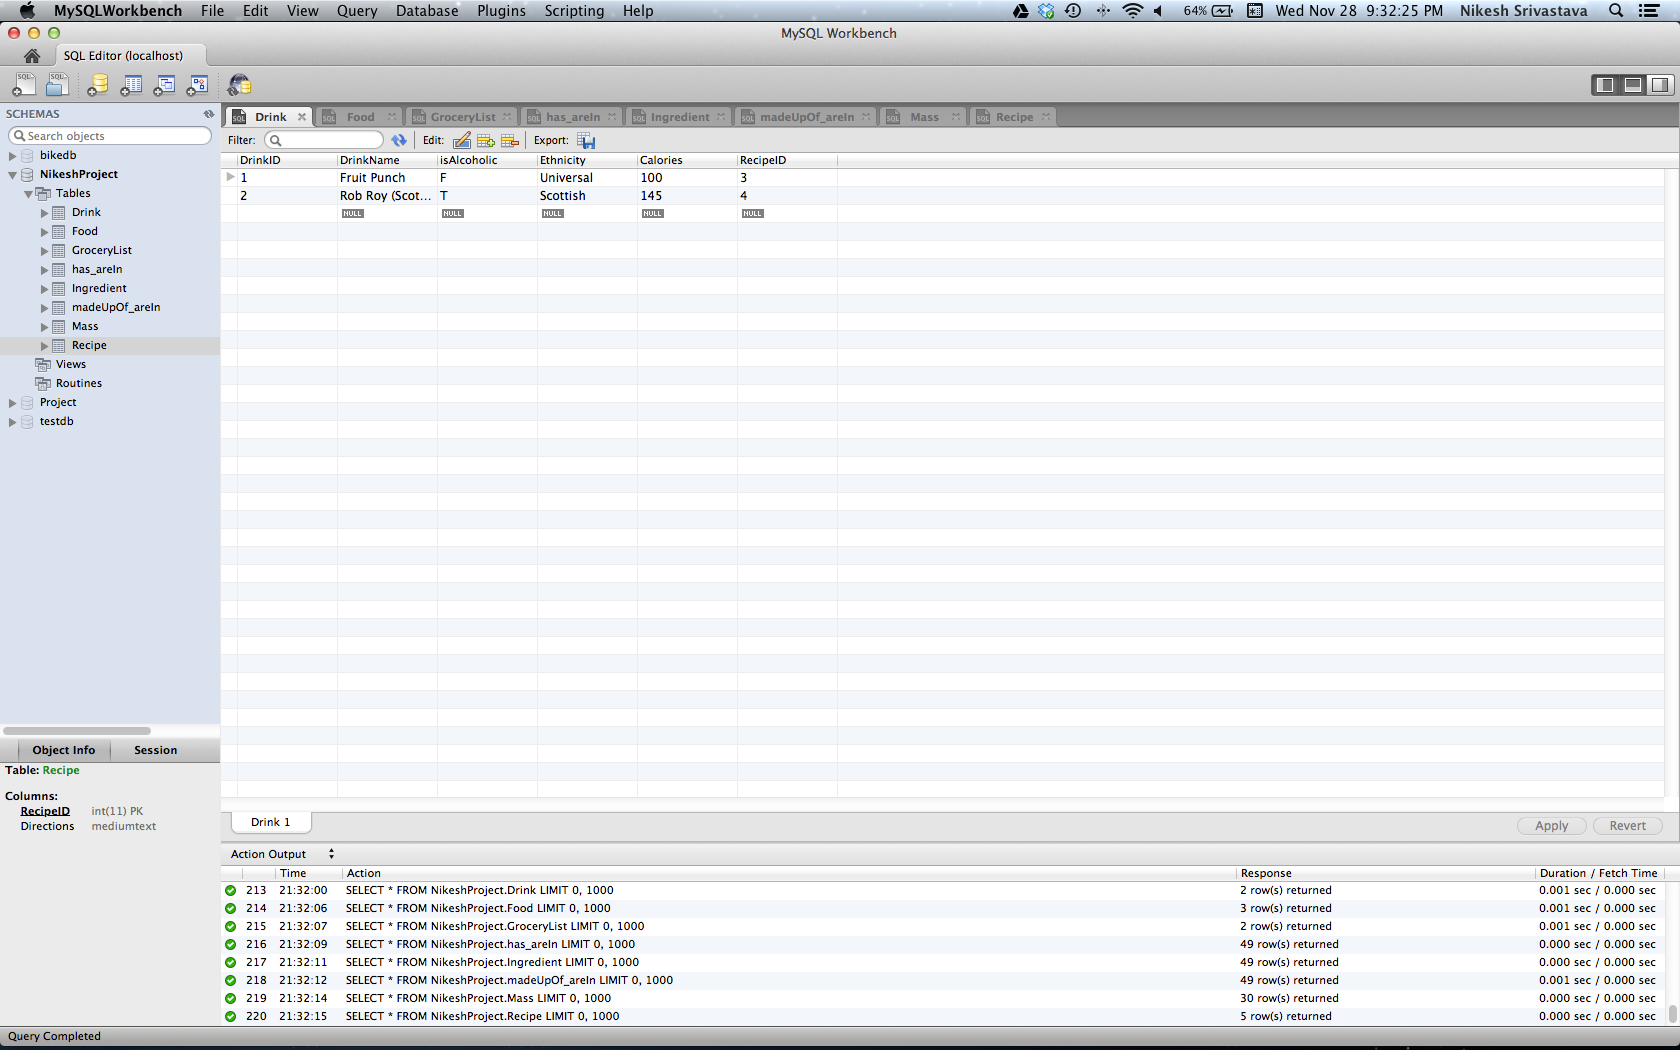 MySQLWorkbench File Edit View Query Database Plugins Scripting Help 64% Wed Nov 28 9:32:25 PM Nikesh Srivastava
MySQL Workbench
SQL Editor (localhost)
SQL SQL
SCHEMAS
Search objects
bikedb
NikeshProject
Tables
Drink
Food
GroceryList
has_areIn
Ingredient
madeUpOf_areIn
Mass
Recipe
Views
Routines
Project
testdb
Object Info Session
Table: Recipe
Columns:
RecipeID int(11) PK
Directions mediumtext
SQL Drink SQL Food SQL GroceryList SQL has_areIn SQL Ingredient SQL madeUpOf_areIn SQL Mass SQL Recipe
Filter: Edit: Export:
DrinkID DrinkName isAlcoholic Ethnicity Calories RecipeID
1 Fruit Punch F Universal 100 3
2 Rob Roy (Scot... T Scottish 145 4
NULL NULL NULL NULL NULL
Drink 1
Apply Revert
Action Output
Time Action Response Duration / Fetch Time
213 21:32:00 SELECT * FROM NikeshProject.Drink LIMIT 0, 1000 2 row(s) returned 0.001 sec / 0.000 sec
214 21:32:06 SELECT * FROM NikeshProject.Food LIMIT 0, 1000 3 row(s) returned 0.001 sec / 0.000 sec
215 21:32:07 SELECT * FROM NikeshProject.GroceryList LIMIT 0, 1000 2 row(s) returned 0.001 sec / 0.000 sec
216 21:32:09 SELECT * FROM NikeshProject.has_areIn LIMIT 0, 1000 49 row(s) returned 0.000 sec / 0.000 sec
217 21:32:11 SELECT * FROM NikeshProject.Ingredient LIMIT 0, 1000 49 row(s) returned 0.000 sec / 0.000 sec
218 21:32:12 SELECT * FROM NikeshProject.madeUpOf_areIn LIMIT 0, 1000 49 row(s) returned 0.001 sec / 0.000 sec
219 21:32:14 SELECT * FROM NikeshProject.Mass LIMIT 0, 1000 30 row(s) returned 0.000 sec / 0.000 sec
220 21:32:15 SELECT * FROM NikeshProject.Recipe LIMIT 0, 1000 5 row(s) returned 0.000 sec / 0.000 sec
Query Completed